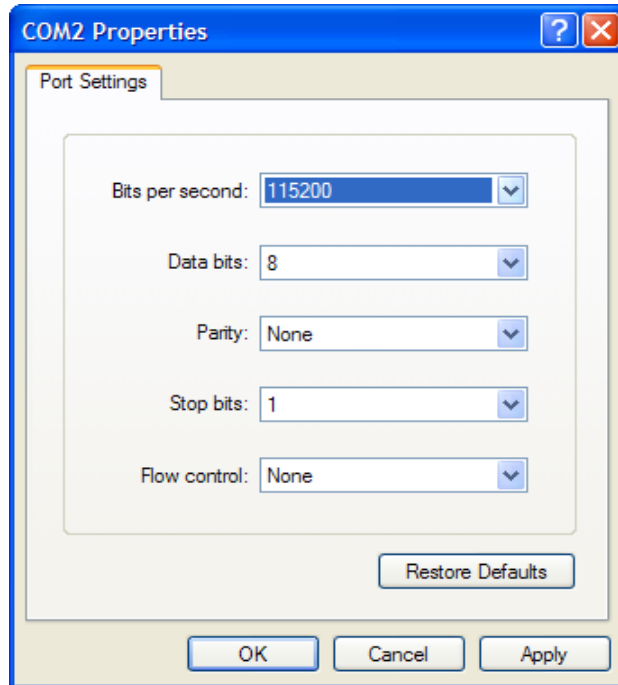 COM2 Properties
Port Settings
Bits per second: 115200
Data bits: 8
Parity: None
Stop bits: 1
Flow control: None
Restore Defaults
OK Cancel Apply